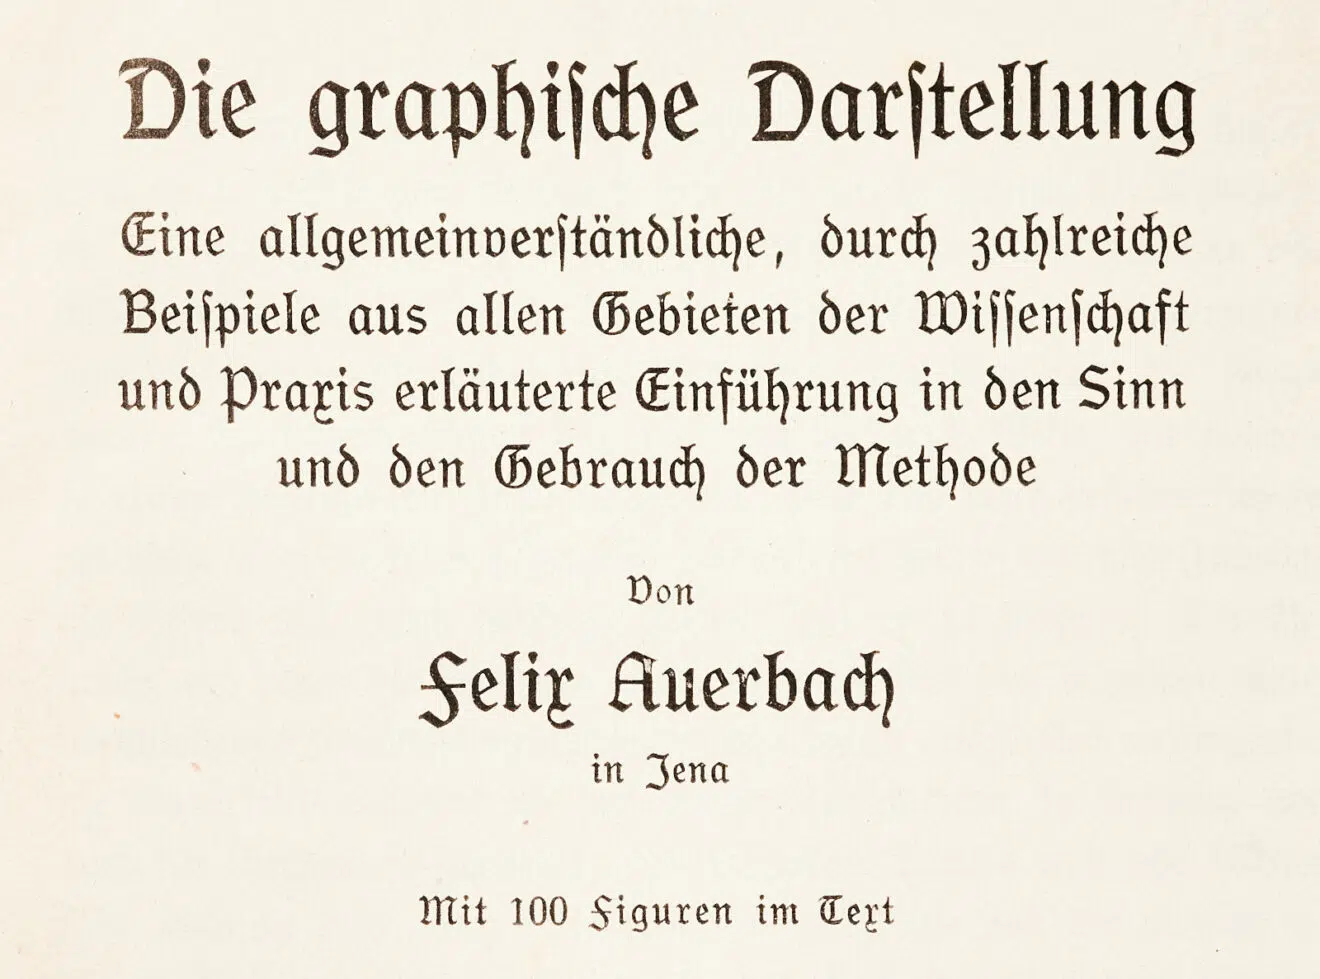 Die graphiſche Darſtellung
Eine allgemeinverſtändliche, durch zahlreiche
Beiſpiele aus allen Gebieten der Wiſſenſchaft
und Praxis erläuterte Einführung in den Sinn
und den Gebrauch der Methode
Von
Felix Auerbach
in Jena
Mit 100 Figuren im Text